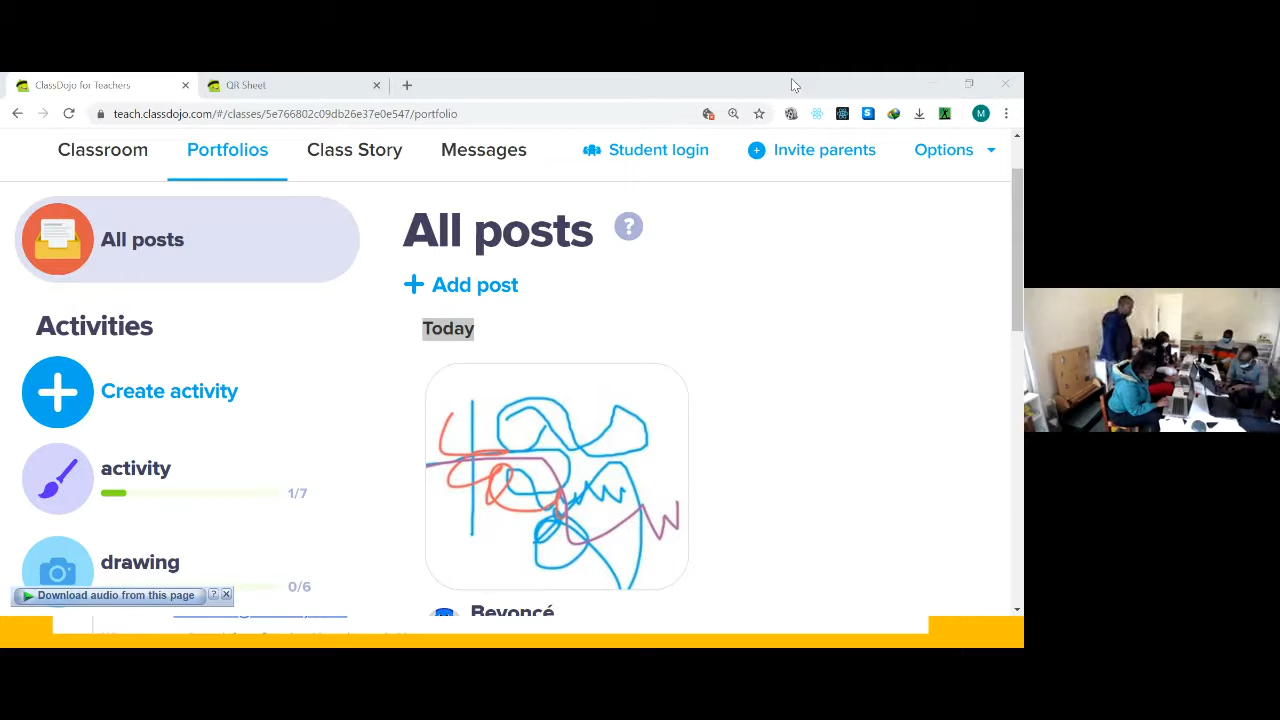 ClassDojo for Teachers
QR Sheet
teach.classdojo.com/#/classes/5e766802c09db26e37e0e547/portfolio
M
Classroom
Portfolios
Class Story
Messages
Student login
Invite parents
Options
All posts
All posts
?
Add post
Activities
Today
Create activity
activity
1/7
drawing
0/6
Download audio from this page
?
Beyoncé